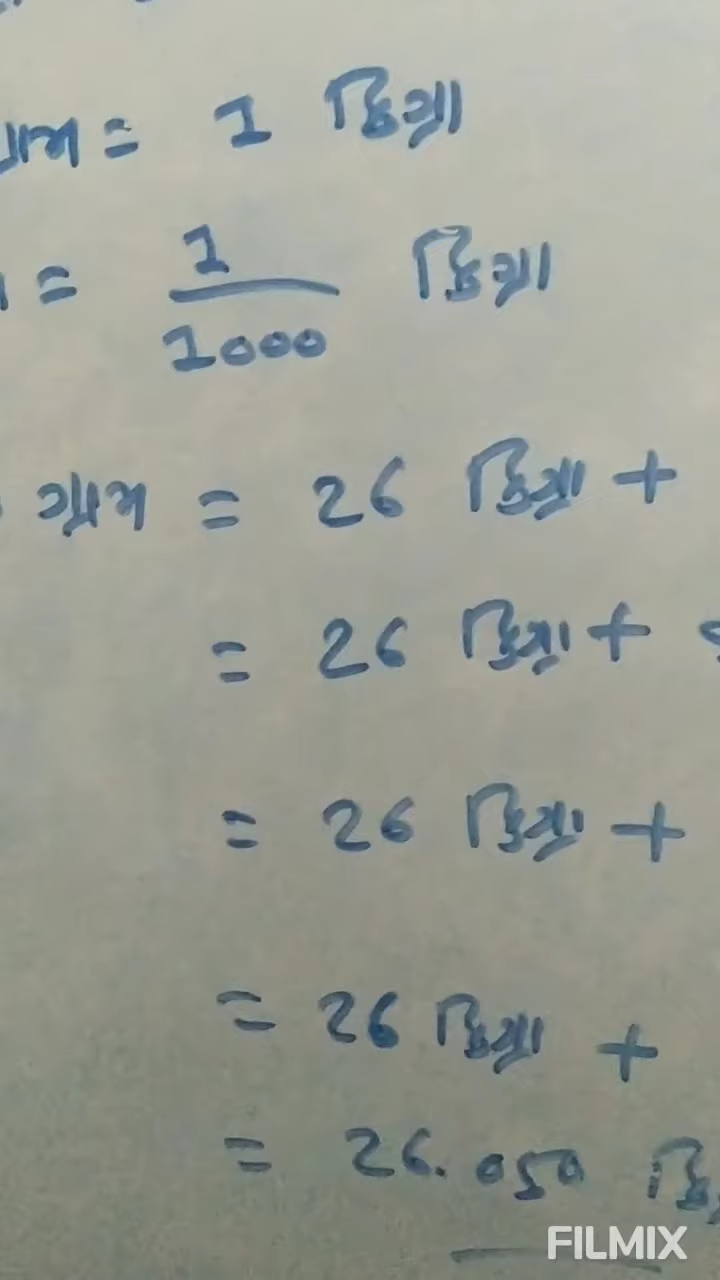 গ্রাম = 1 কিগ্ৰা
= 1/1000 কিগ্ৰা
গ্ৰাম = 26 কিগ্ৰা +
= 26 কিগ্ৰা +
= 26 কিগ্ৰা +
= 26 কিগ্ৰা +
= 26.050 কি
FILMIX